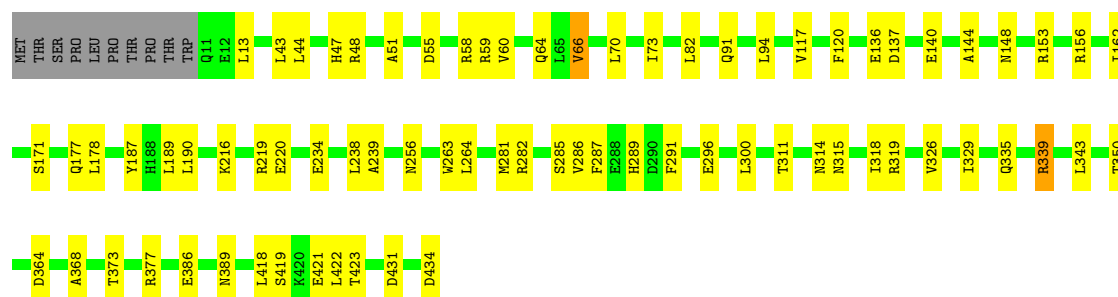 MET THR SER PRO LEU PRO PRO THR TRP Q11 E12 L13 L43 L44 H47 R48 A51 D55 R58 R59 V60 Q64 L65 V66 L70 I73 L82 Q91 L94 V117 F120 E136 D137 E140 A144 N148 R153 R156 I162
S171 Q177 L178 Y187 H188 L189 L190 K216 R219 E220 E234 L238 A239 N256 W263 L264 M281 R282 S285 V286 F287 E288 H289 D290 F291 E296 L300 T311 N314 N315 I318 R319 V326 I329 Q335 R339 L343 T350
D364 A368 T373 R377 E386 N389 L418 S419 K420 E421 L422 T423 D431 D434